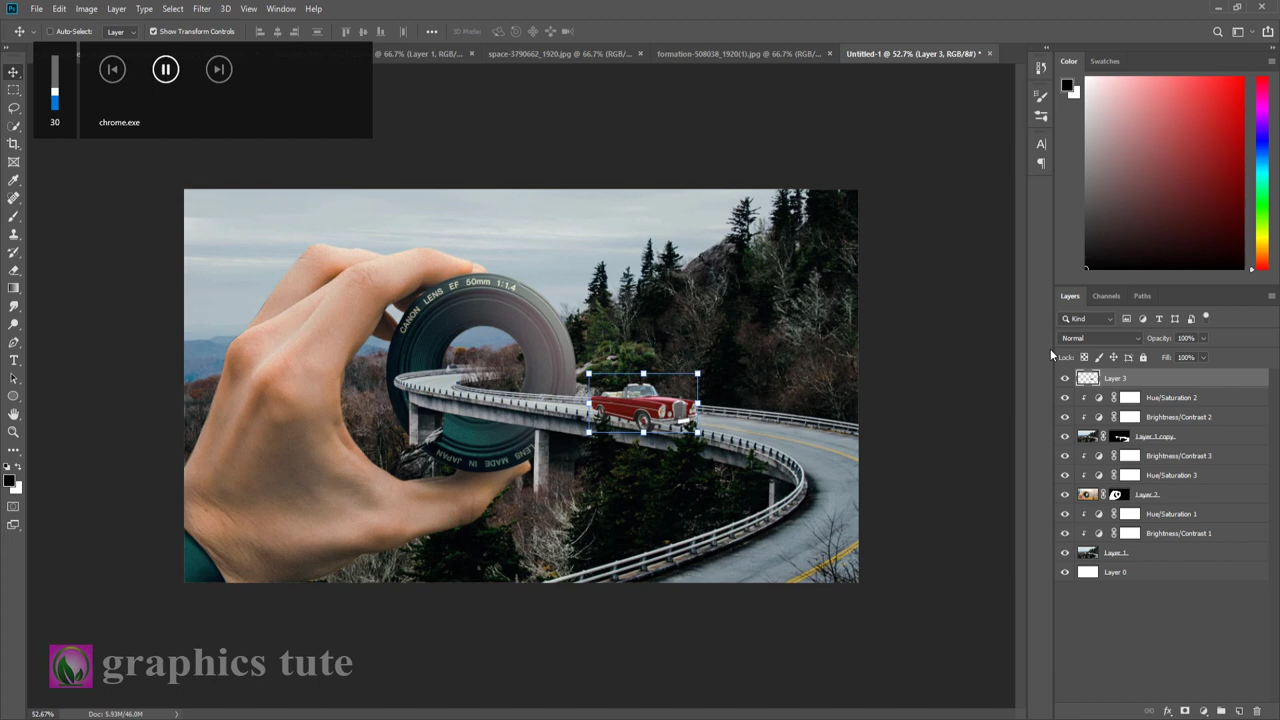 Ps File Edit Image Layer Type Select Filter 3D View Window Help
Auto-Select: Layer Show Transform Controls 3D Mode:
@ 66.7% (Layer 1, RGB/... × space-3790662_1920.jpg @ 66.7% (RGB/... × formation-508038_1920(1).jpg @ 66.7% (RGB/... × Untitled-1 @ 52.7% (Layer 3, RGB/8#) * ×
Color Swatches
30
chrome.exe
CANON LENS EF 50mm 1:1.4
LENS MADE IN JAPAN
Layers Channels Paths
Kind
Normal Opacity: 100%
Lock: Fill: 100%
Layer 3
Hue/Saturation 2
Brightness/Contrast 2
Layer 1 copy
Brightness/Contrast 3
Hue/Saturation 3
Layer 2
Hue/Saturation 1
Brightness/Contrast 1
Layer 1
Layer 0
graphics tute
52.67% Doc: 5.93M/46.0M